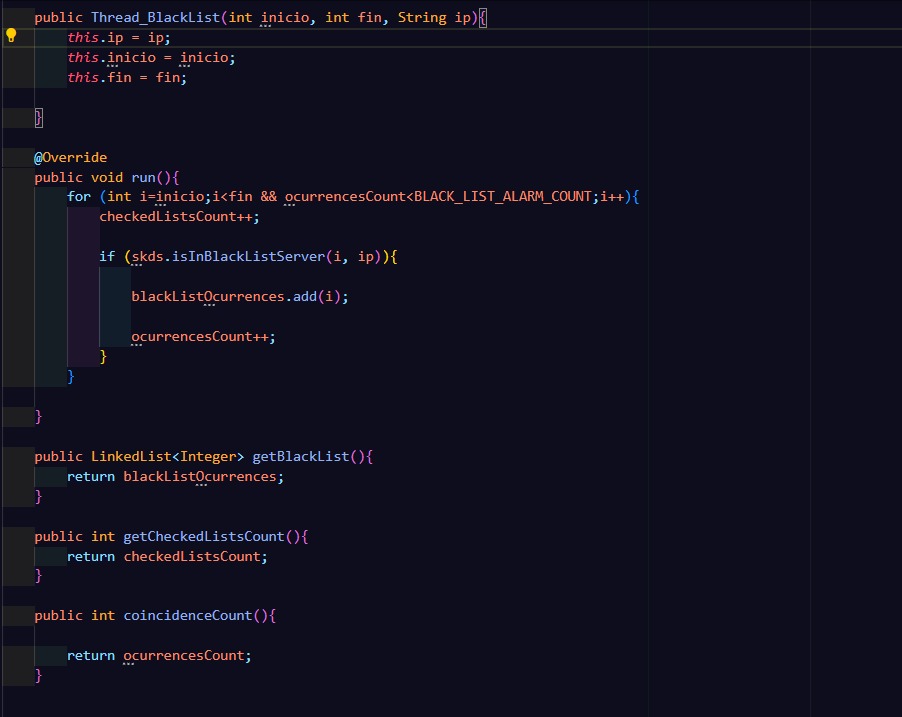 public Thread_BlackList(int inicio, int fin, String ip){
this.ip = ip;
this.inicio = inicio;
this.fin = fin;
}
@Override
public void run(){
for (int i=inicio;i<fin && ocurrencesCount<BLACK_LIST_ALARM_COUNT;i++){
checkedListsCount++;
if (skds.isInBlackListServer(i, ip)){
blackListOcurrences.add(i);
ocurrencesCount++;
}
}
}
public LinkedList<Integer> getBlackList(){
return blackListOcurrences;
}
public int getCheckedListsCount(){
return checkedListsCount;
}
public int coincidenceCount(){
return ocurrencesCount;
}